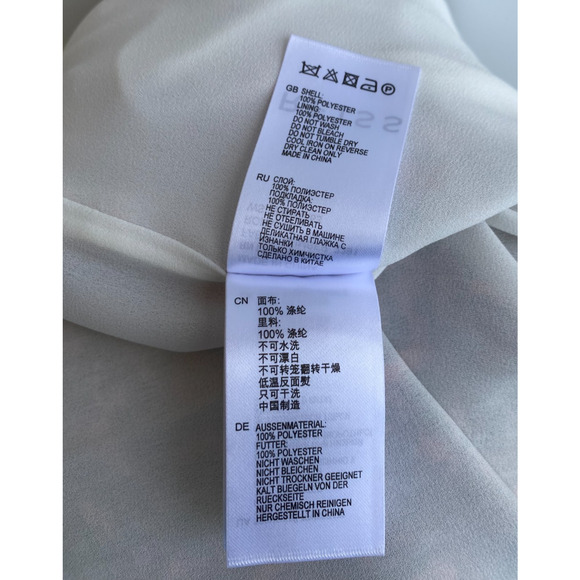 GB SHELL:
100% POLYESTER
LINING:
100% POLYESTER
DO NOT WASH
DO NOT BLEACH
DO NOT TUMBLE DRY
COOL IRON ON REVERSE
DRY CLEAN ONLY
MADE IN CHINA
RU СЛОЙ:
100% ПОЛИЭСТЕР
ПОДКЛАДКА:
100% ПОЛИЭСТЕР
НЕ СТИРАТЬ
НЕ ОТБЕЛИВАТЬ
НЕ СУШИТЬ В МАШИНЕ
ДЕЛИКАТНАЯ ГЛАЖКА С
ИЗНАНКИ
ТОЛЬКО ХИМЧИСТКА
СДЕЛАНО В КИТАЕ
CN 面布:
100% 涤纶
里料:
100% 涤纶
不可水洗
不可漂白
不可转笼翻转干燥
低温反面熨
只可干洗
中国制造
DE AUSSENMATERIAL:
100% POLYESTER
FUTTER:
100% POLYESTER
NICHT WASCHEN
NICHT BLEICHEN
NICHT TROCKNER GEEIGNET
KALT BUEGELN VON DER
RUECKSEITE
NUR CHEMISCH REINIGEN
HERGESTELLT IN CHINA